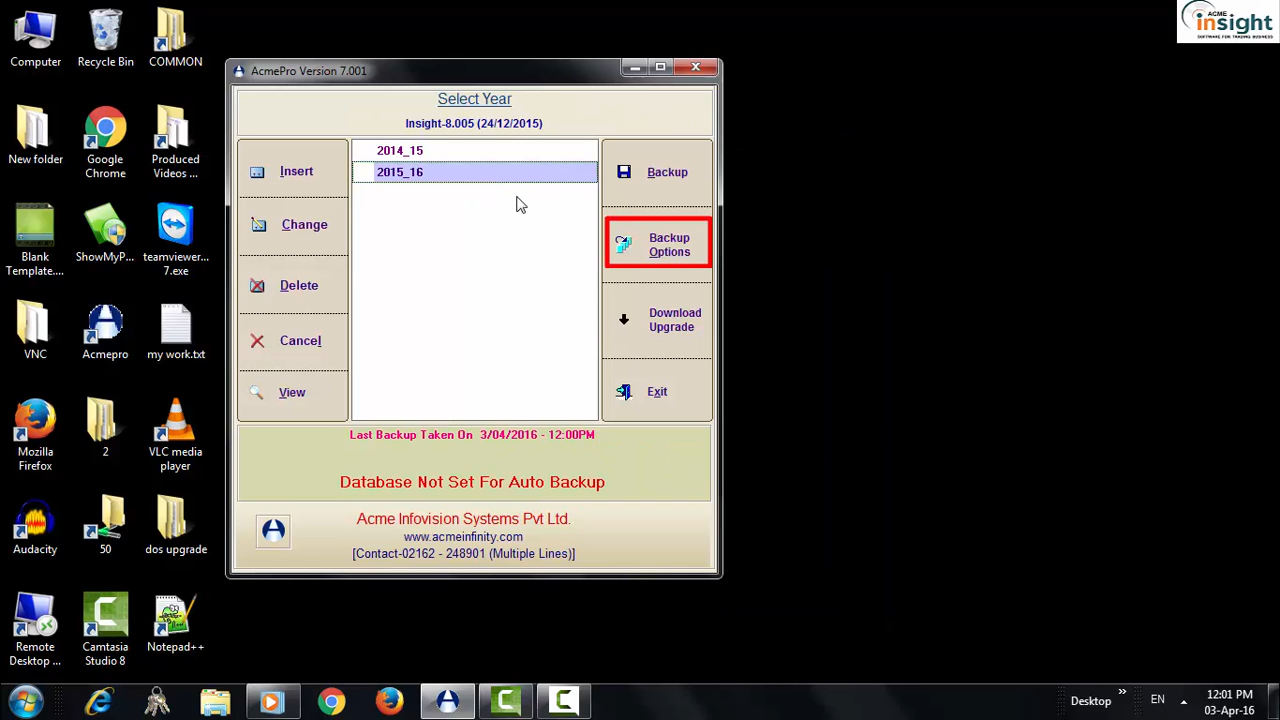 Computer
Recycle Bin
COMMON
ACME
insight
SOFTWARE FOR TRADING BUSINESS
AcmePro Version 7.001
Select Year
Insight-8.005 (24/12/2015)
Insert
Change
Delete
Cancel
View
2014_15
2015_16
Backup
Backup
Options
Download
Upgrade
Exit
Last Backup Taken On 3/04/2016 - 12:00PM
Database Not Set For Auto Backup
Acme Infovision Systems Pvt Ltd.
www.acmeinfinity.com
[Contact-02162 - 248901 (Multiple Lines)]
New folder
Google
Chrome
Produced
Videos ...
Blank
Template....
ShowMyP...
teamviewer...
7.exe
VNC
Acmepro
my work.txt
Mozilla
Firefox
2
VLC media
player
Audacity
50
dos upgrade
Remote
Desktop ...
Camtasia
Studio 8
Notepad++
Desktop
EN
12:01 PM
03-Apr-16